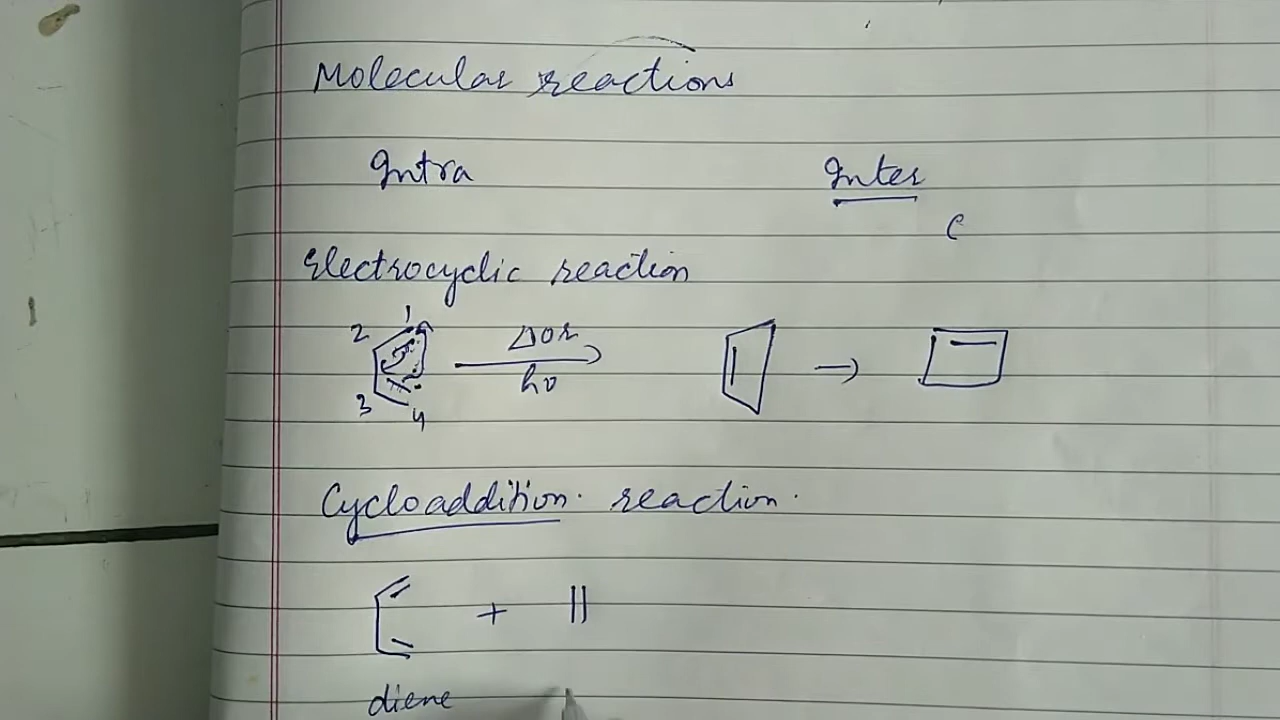 Molecular reactions
Intra Inter
C
Electrocyclic reaction
1
2 Δ or
hν
3 4
Cycloaddition. reaction.
+
diene